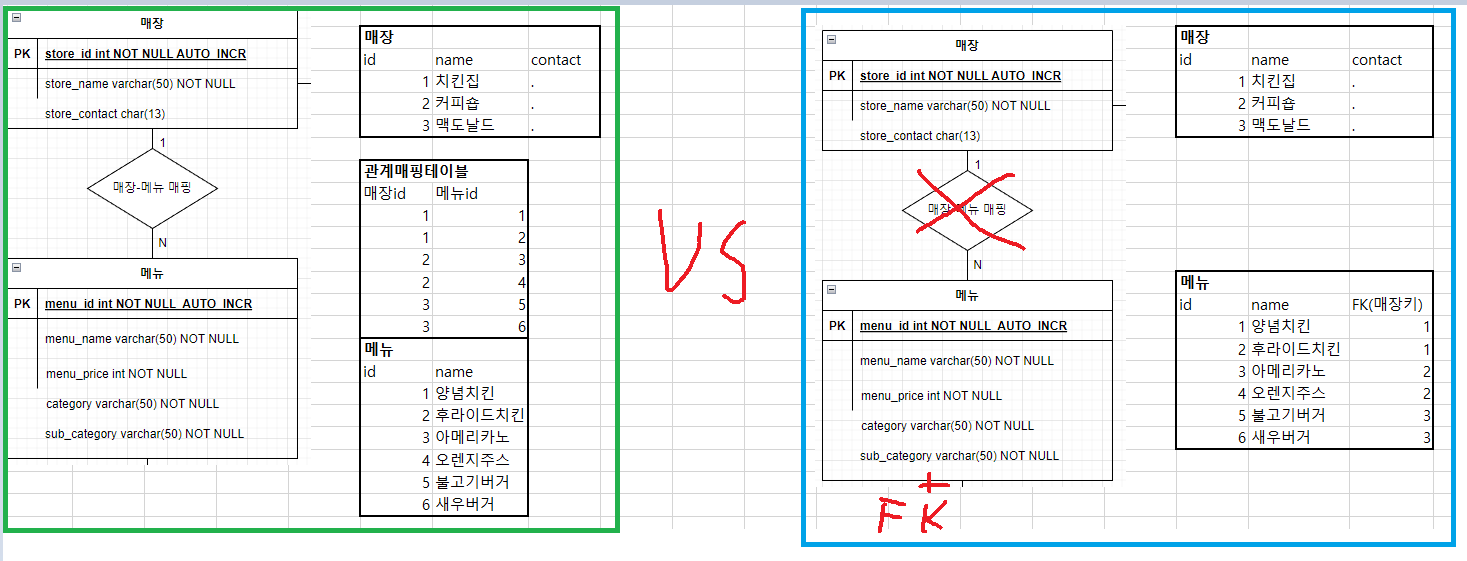 매장
PK store_id int NOT NULL AUTO_INCR
store_name varchar(50) NOT NULL
store_contact char(13)
1
매장-메뉴 매핑
N
메뉴
PK menu_id int NOT NULL AUTO_INCR
menu_name varchar(50) NOT NULL
menu_price int NOT NULL
category varchar(50) NOT NULL
sub_category varchar(50) NOT NULL
매장
id name contact
1 치킨집 .
2 커피숍 .
3 맥도날드 .
관계매핑테이블
매장id 메뉴id
1 1
1 2
2 3
2 4
3 5
3 6
메뉴
id name
1 양념치킨
2 후라이드치킨
3 아메리카노
4 오렌지주스
5 불고기버거
6 새우버거
VS
매장
PK store_id int NOT NULL AUTO_INCR
store_name varchar(50) NOT NULL
store_contact char(13)
1
매장-메뉴 매핑
N
메뉴
PK menu_id int NOT NULL AUTO_INCR
menu_name varchar(50) NOT NULL
menu_price int NOT NULL
category varchar(50) NOT NULL
sub_category varchar(50) NOT NULL
+
FK
매장
id name contact
1 치킨집 .
2 커피숍 .
3 맥도날드 .
메뉴
id name FK(매장키)
1 양념치킨 1
2 후라이드치킨 1
3 아메리카노 2
4 오렌지주스 2
5 불고기버거 3
6 새우버거 3